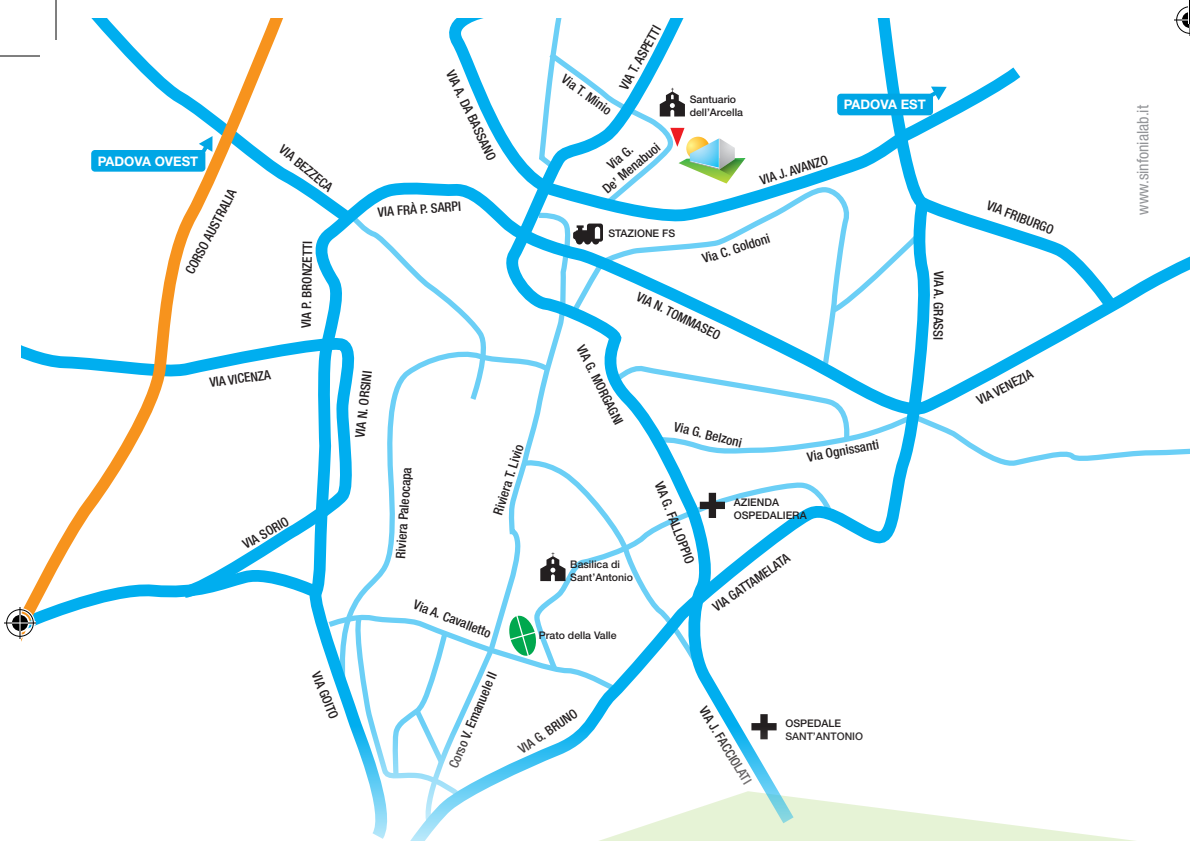 VIA T. ASPETTI
VIA A. DA BASSANO
Via T. Minio
Santuario
dell'Arcella
PADOVA EST
PADOVA OVEST
VIA BEZZECA
Via G.
De' Menabuoi
VIA J. AVANZO
www.sinfonialab.it
CORSO AUSTRALIA
VIA FRÀ P. SARPI
VIA FRIBURGO
STAZIONE FS
Via C. Goldoni
VIA P. BRONZETTI
VIA N. TOMMASEO
VIA A. GRASSI
VIA VICENZA
VIA N. ORSINI
VIA G. MORGAGNI
VIA VENEZIA
Via G. Belzoni
Via Ognissanti
Riviera Paleocapa
Riviera T. Livio
VIA G. FALLOPPIO
AZIENDA
OSPEDALIERA
VIA SORIO
Basilica di
Sant'Antonio
VIA GATTAMELATA
Via A. Cavalletto
Prato della Valle
VIA GOITO
Corso V. Emanuele II
VIA G. BRUNO
VIA J. FACCIOLATI
OSPEDALE
SANT'ANTONIO